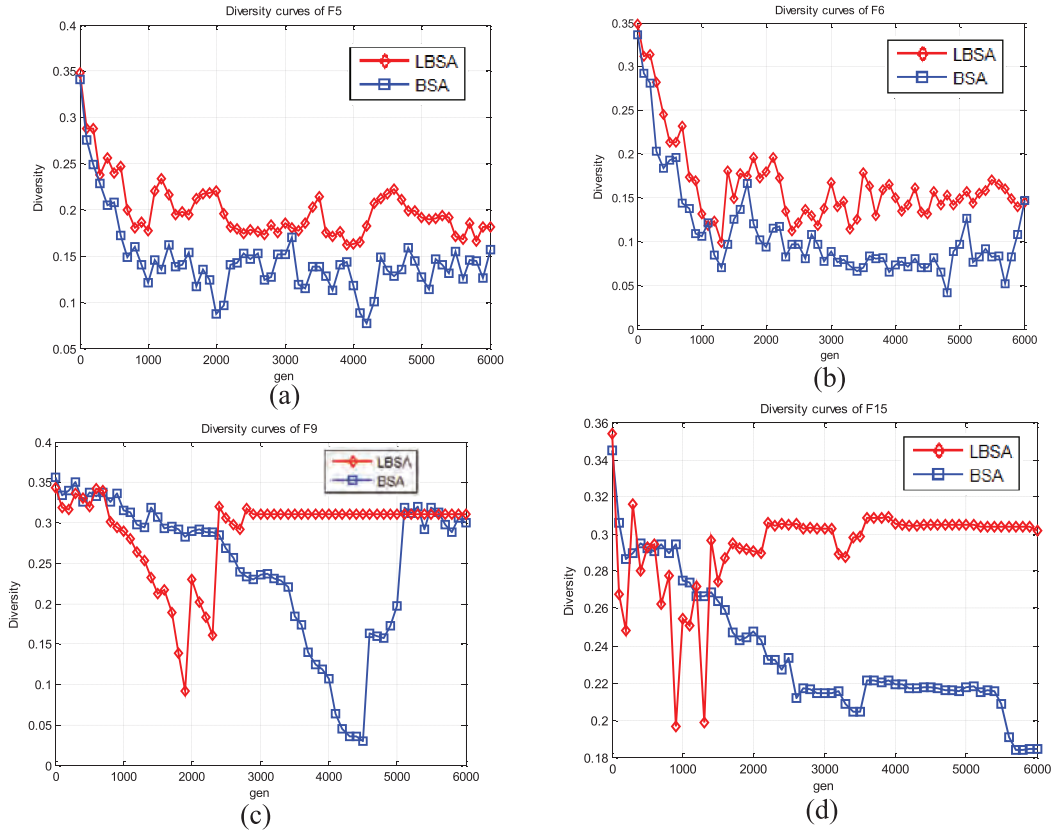 Diversity curves of F5
0.4
0.35
0.3
0.25
0.2
0.15
0.1
0.05
Diversity
LBSA
BSA
0 1000 2000 3000 4000 5000 6000
gen
(a)
Diversity curves of F6
0.35
0.3
0.25
0.2
0.15
0.1
0.05
0
Diversity
LBSA
BSA
0 1000 2000 3000 4000 5000 6000
gen
(b)
Diversity curves of F9
0.4
0.35
0.3
0.25
0.2
0.15
0.1
0.05
0
Diversity
LBSA
BSA
0 1000 2000 3000 4000 5000 6000
gen
(c)
Diversity curves of F15
0.36
0.34
0.32
0.3
0.28
0.26
0.24
0.22
0.2
0.18
Diversity
LBSA
BSA
0 1000 2000 3000 4000 5000 6000
gen
(d)